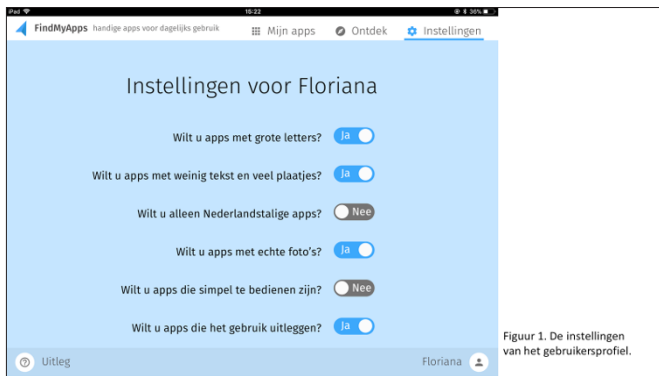 iPad
16:22
36%
FindMyApps handige apps voor dagelijks gebruik
Mijn apps
Ontdek
Instellingen
Instellingen voor Floriana
Wilt u apps met grote letters? Ja
Wilt u apps met weinig tekst en veel plaatjes? Ja
Wilt u alleen Nederlandstalige apps? Nee
Wilt u apps met echte foto's? Ja
Wilt u apps die simpel te bedienen zijn? Nee
Wilt u apps die het gebruik uitleggen? Ja
? Uitleg
Floriana
Figuur 1. De instellingen
van het gebruikersprofiel.